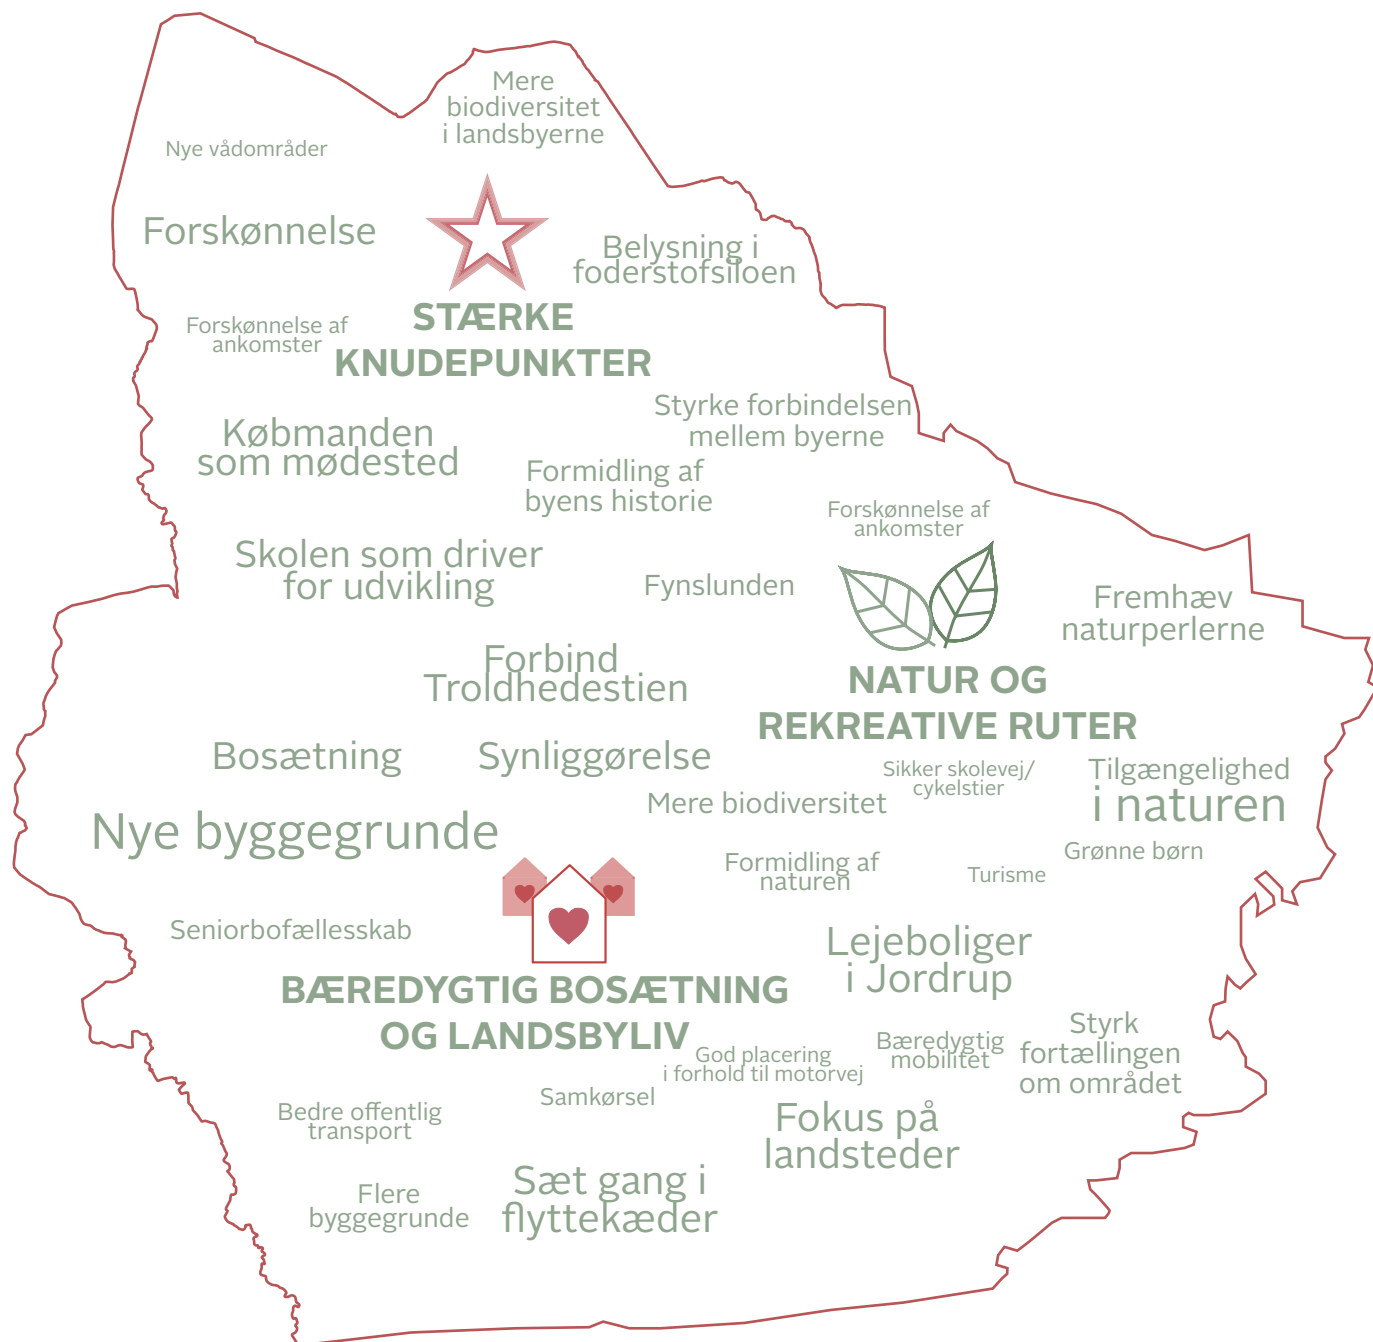 Mere
biodiversitet
i landsbyerne
Nye vådområder
Forskønnelse
Belysning i
foderstofsiloen
STÆRKE
KNUDEPUNKTER
Forskønnelse af
ankomster
Styrke forbindelsen
mellem byerne
Købmanden
som mødested
Formidling af
byens historie
Forskønnelse af
ankomster
Skolen som driver
for udvikling
Fynslunden
Fremhæv
naturperlerne
Forbind
Troldhedestien
NATUR OG
REKREATIVE RUTER
Bosætning
Synliggørelse
Sikker skolevej/
cykelstier
Tilgængelighed
i naturen
Mere biodiversitet
Nye byggegrunde
Grønne børn
Formidling af
naturen
Turisme
Seniorbofællesskab
Lejeboliger
i Jordrup
BÆREDYGTIG BOSÆTNING
OG LANDSBYLIV
Styrk
fortællingen
om området
Bæredygtig
mobilitet
God placering
i forhold til motorvej
Samkørsel
Bedre offentlig
transport
Fokus på
landsteder
Sæt gang i
flyttekæder
Flere
byggegrunde